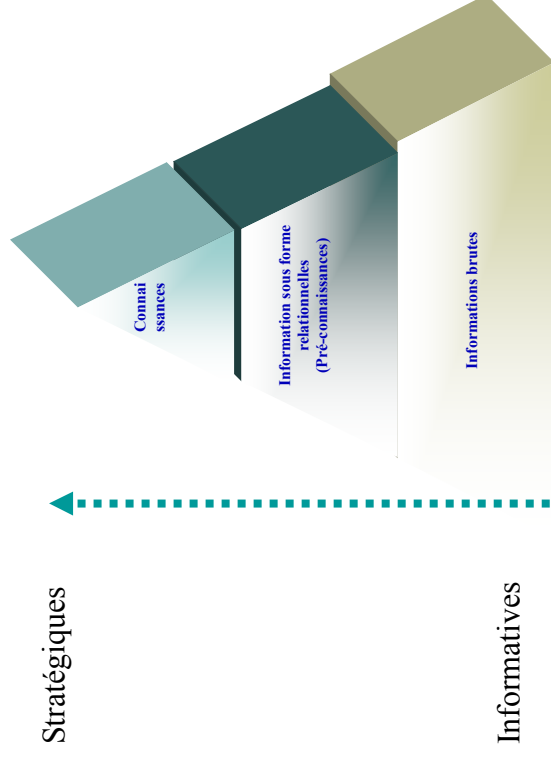 Stratégiques
Connai
ssances
Information sous forme
relationnelles
(Pré-connaissances)
Informations brutes
Informatives